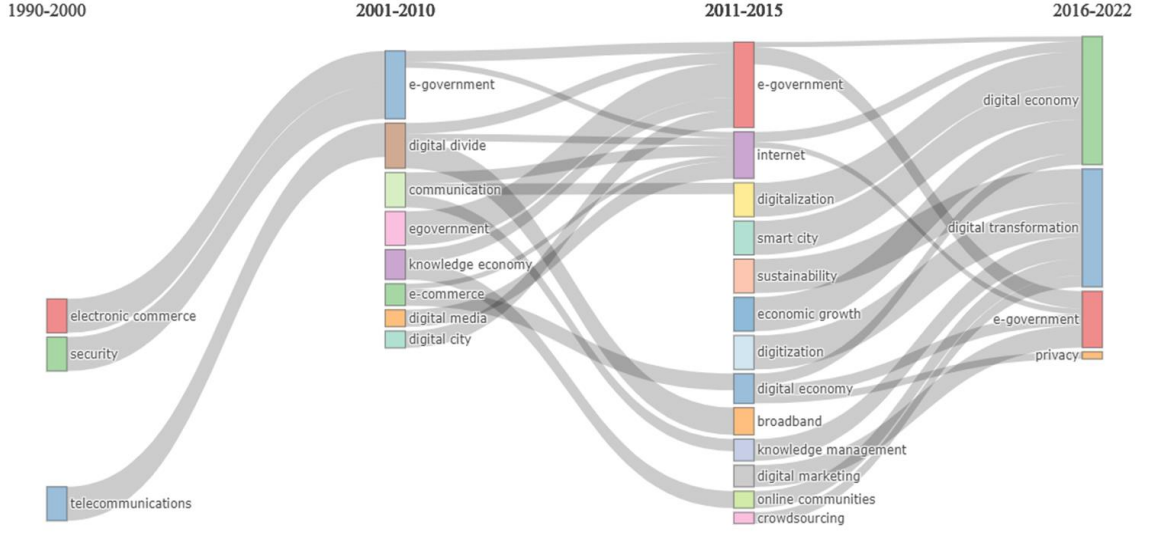 1990-2000
2001-2010
2011-2015
2016-2022
electronic commerce
security
telecommunications
e-government
digital divide
communication
egovernment
knowledge economy
e-commerce
digital media
digital city
e-government
internet
digitalization
smart city
sustainability
economic growth
digitization
digital economy
broadband
knowledge management
digital marketing
online communities
crowdsourcing
digital economy
digital transformation
e-government
privacy